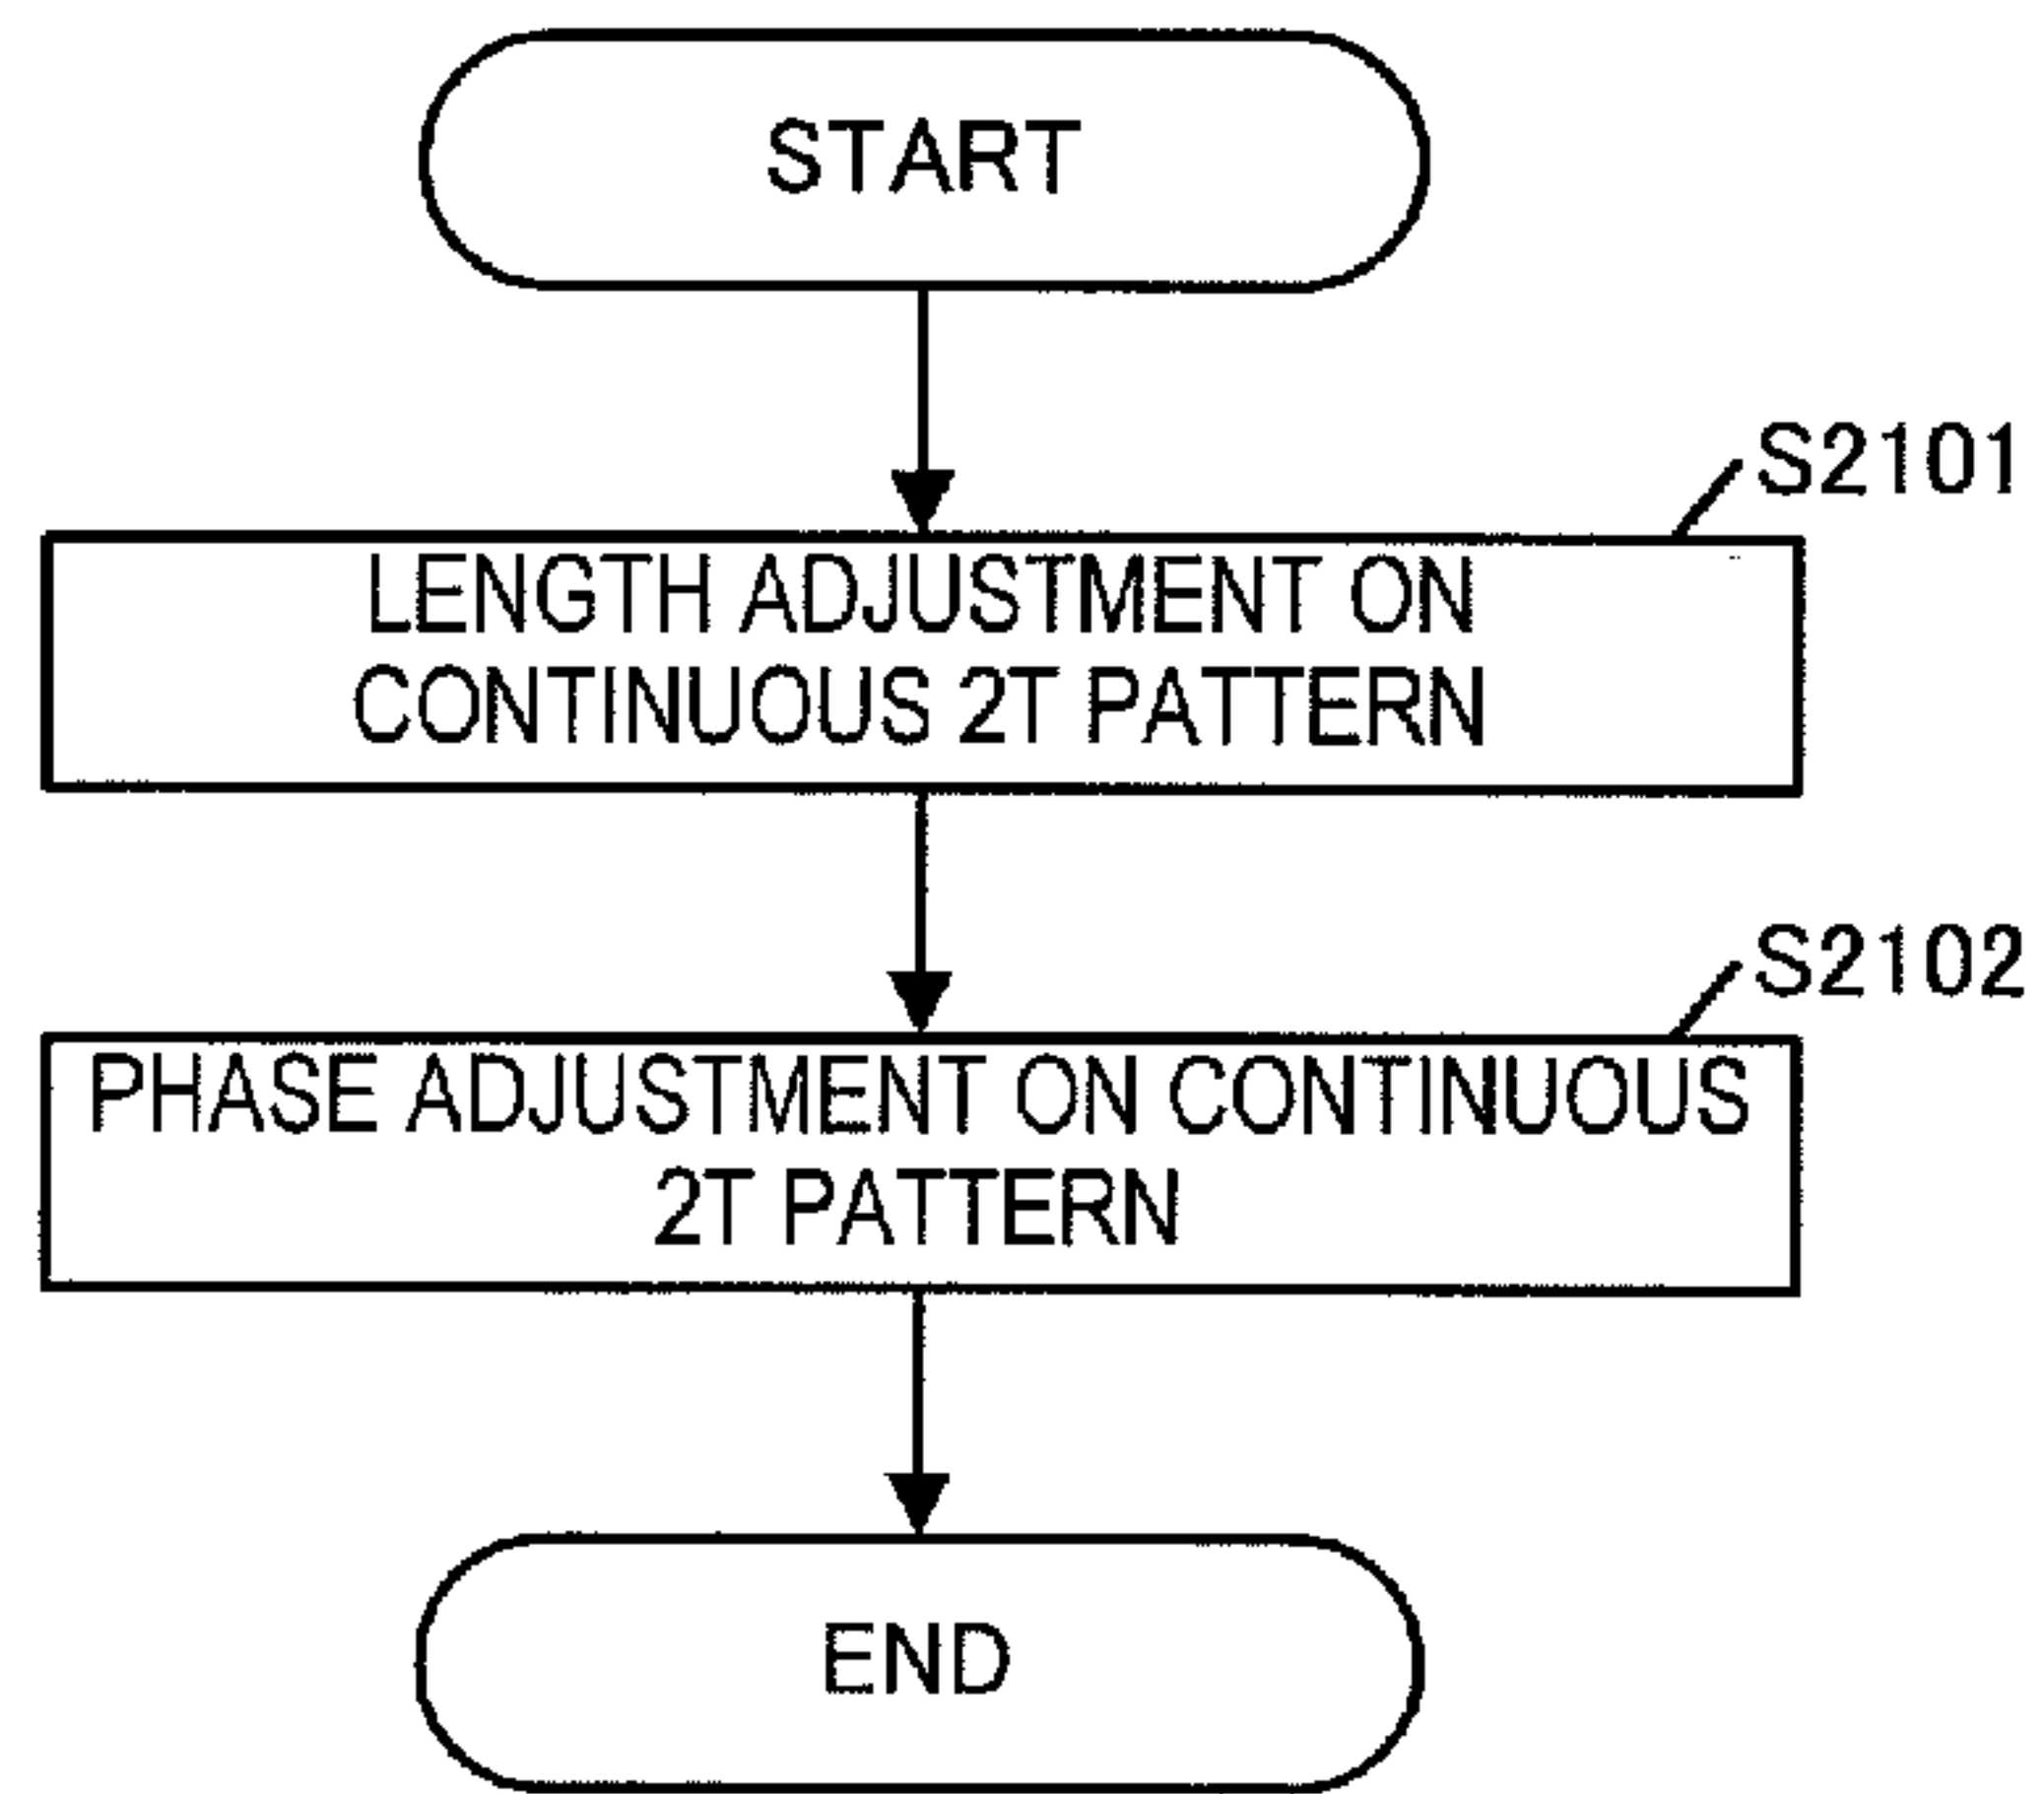 START
S2101
LENGTH ADJUSTMENT ON
CONTINUOUS 2T PATTERN
S2102
PHASE ADJUSTMENT ON CONTINUOUS
2T PATTERN
END